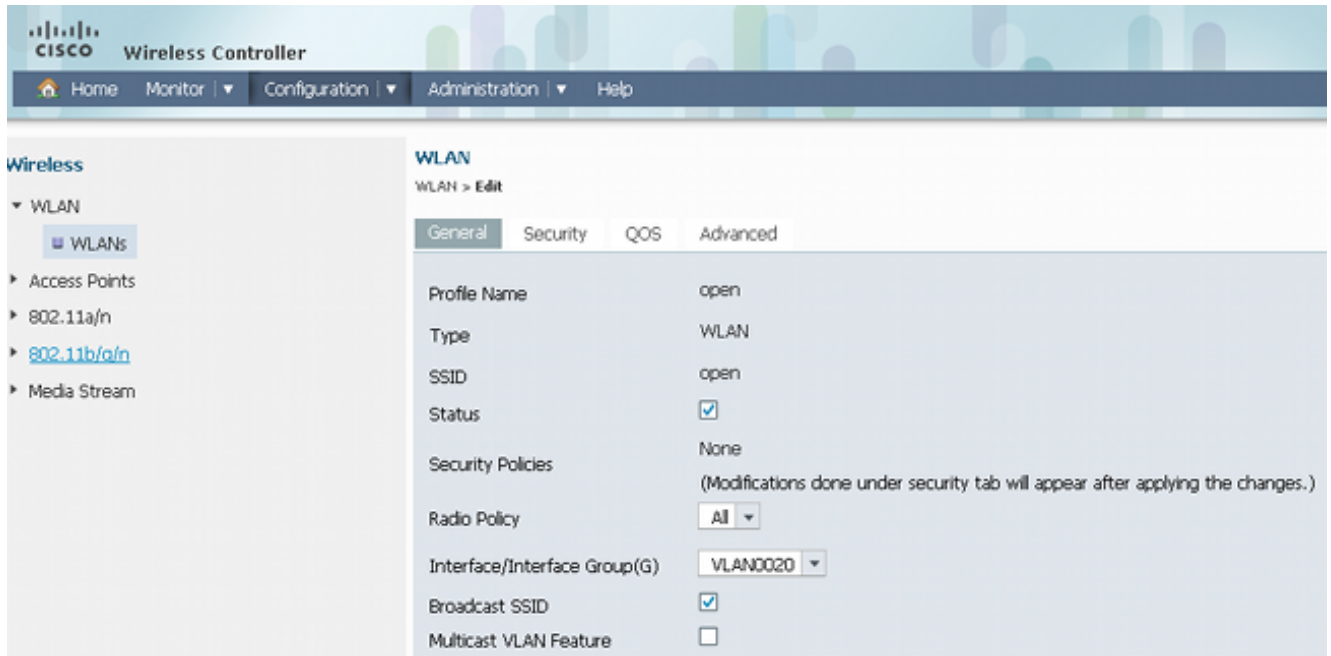 CISCO
Wireless Controller
Home Monitor Configuration Administration Help
Wireless
WLAN
WLANs
Access Points
802.11a/n
802.11b/g/n
Media Stream
WLAN
WLAN > Edit
General Security QOS Advanced
Profile Name open
Type WLAN
SSID open
Status
Security Policies None
(Modifications done under security tab will appear after applying the changes.)
Radio Policy All
Interface/Interface Group(G) VLAN0020
Broadcast SSID
Multicast VLAN Feature